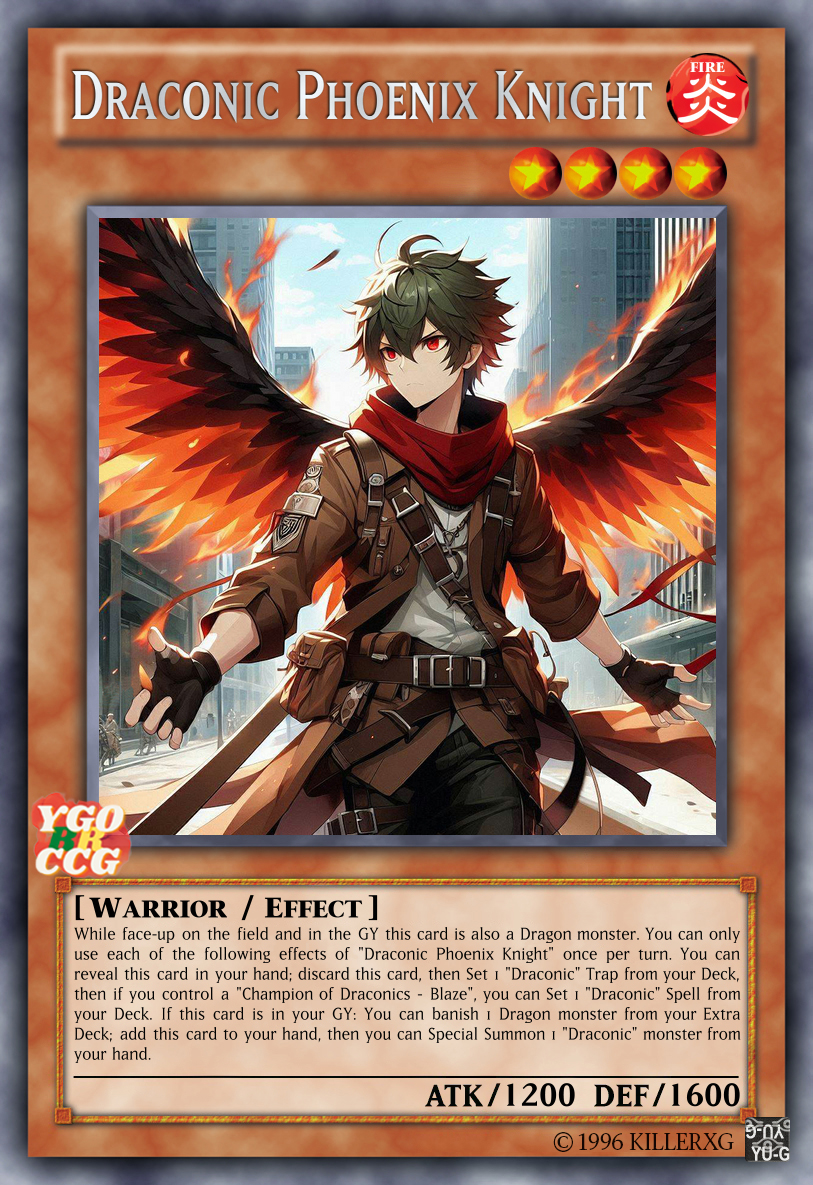 DRACONIC PHOENIX KNIGHT
FIRE
炎
YGO
BR
CCG
[ WARRIOR / EFFECT ]
While face-up on the field and in the GY this card is also a Dragon monster. You can only
use each of the following effects of "Draconic Phoenix Knight" once per turn. You can
reveal this card in your hand; discard this card, then Set 1 "Draconic" Trap from your Deck,
then if you control a "Champion of Draconics - Blaze", you can Set 1 "Draconic" Spell from
your Deck. If this card is in your GY: You can banish 1 Dragon monster from your Extra
Deck; add this card to your hand, then you can Special Summon 1 "Draconic" monster from
your hand.
ATK/1200 DEF/1600
© 1996 KILLERXG
YU-G
YU-G